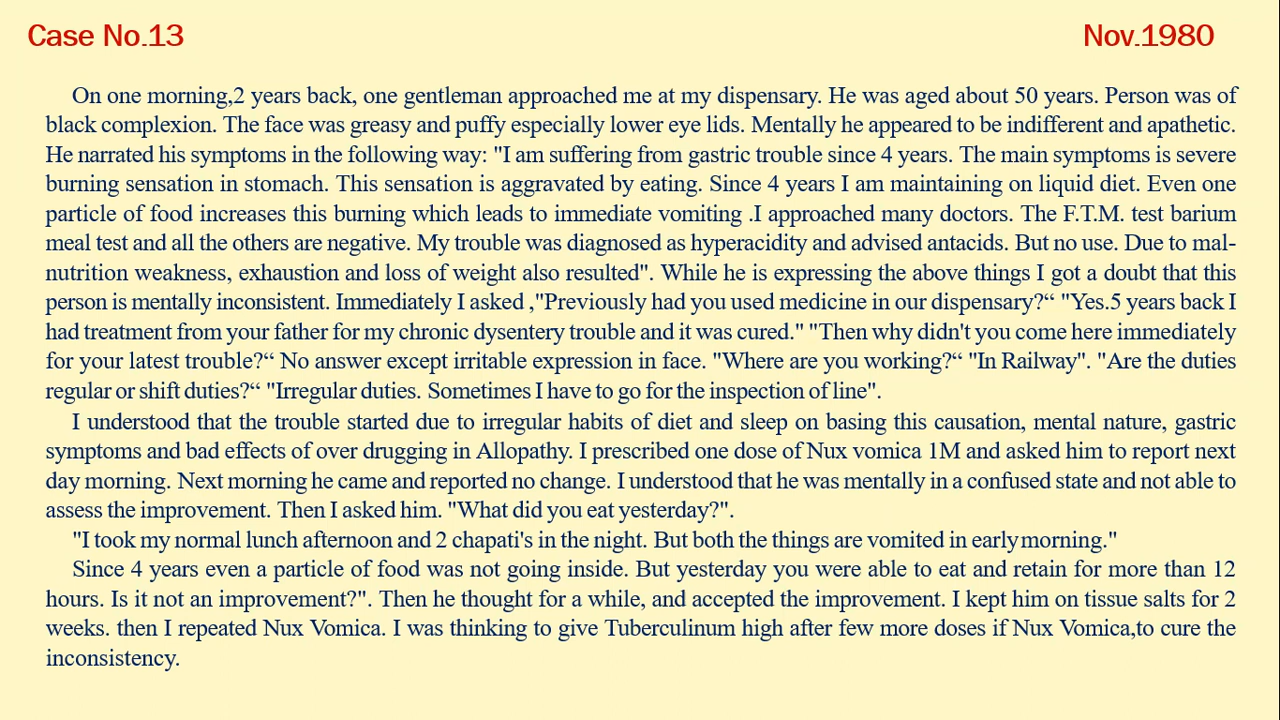 Case No.13
Nov.1980
On one morning,2 years back, one gentleman approached me at my dispensary. He was aged about 50 years. Person was of
black complexion. The face was greasy and puffy especially lower eye lids. Mentally he appeared to be indifferent and apathetic.
He narrated his symptoms in the following way: "I am suffering from gastric trouble since 4 years. The main symptoms is severe
burning sensation in stomach. This sensation is aggravated by eating. Since 4 years I am maintaining on liquid diet. Even one
particle of food increases this burning which leads to immediate vomiting .I approached many doctors. The F.T.M. test barium
meal test and all the others are negative. My trouble was diagnosed as hyperacidity and advised antacids. But no use. Due to mal-
nutrition weakness, exhaustion and loss of weight also resulted". While he is expressing the above things I got a doubt that this
person is mentally inconsistent. Immediately I asked ,"Previously had you used medicine in our dispensary?“ "Yes.5 years back I
had treatment from your father for my chronic dysentery trouble and it was cured." "Then why didn't you come here immediately
for your latest trouble?“ No answer except irritable expression in face. "Where are you working?“ "In Railway". "Are the duties
regular or shift duties?“ "Irregular duties. Sometimes I have to go for the inspection of line".
I understood that the trouble started due to irregular habits of diet and sleep on basing this causation, mental nature, gastric
symptoms and bad effects of over drugging in Allopathy. I prescribed one dose of Nux vomica 1M and asked him to report next
day morning. Next morning he came and reported no change. I understood that he was mentally in a confused state and not able to
assess the improvement. Then I asked him. "What did you eat yesterday?".
"I took my normal lunch afternoon and 2 chapati's in the night. But both the things are vomited in early morning."
Since 4 years even a particle of food was not going inside. But yesterday you were able to eat and retain for more than 12
hours. Is it not an improvement?". Then he thought for a while, and accepted the improvement. I kept him on tissue salts for 2
weeks. then I repeated Nux Vomica. I was thinking to give Tuberculinum high after few more doses if Nux Vomica,to cure the
inconsistency.